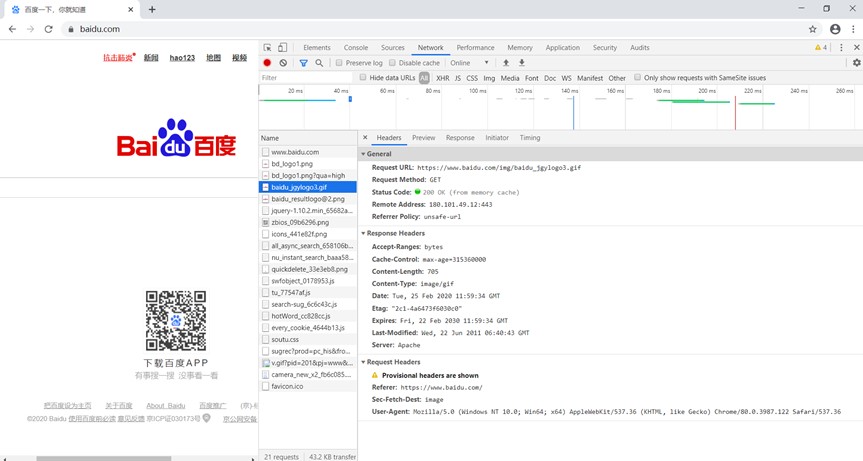 百度一下，你就知道
baidu.com
抗击肺炎 新闻 hao123 地图 视频
Bai du 百度
下载百度APP
有事搜一搜 没事看一看
把百度设为主页 关于百度 About Baidu 百度推广
©2020 Baidu 使用百度前必读 意见反馈 京ICP证030173号 京公网安备
Elements Console Sources Network Performance Memory Application Security Audits 4
Preserve log Disable cache Online
Filter Hide data URLs All XHR JS CSS Img Media Font Doc WS Manifest Other Only show requests with SameSite issues
20 ms 40 ms 60 ms 80 ms 100 ms 120 ms 140 ms 160 ms 180 ms 200 ms 220 ms 240 ms 260 ms
Name
www.baidu.com
bd_logo1.png
bd_logo1.png?qua=high
baidu_jgylogo3.gif
baidu_resultlogo@2.png
jquery-1.10.2.min_65682a...
zbios_09b6296.png
icons_441e82f.png
all_async_search_658106b...
nu_instant_search_baaa58...
quickdelete_33e3eb8.png
swfobject_0178953.js
tu_77547af.js
search-sug_6c6c43c.js
hotWord_cc828cc.js
every_cookie_4644b13.js
soutu.css
sugrec?prod=pc_his&fro...
v.gif?pid=201&pj=www&...
camera_new_x2_fb6c085....
favicon.ico
21 requests 43.2 KB transfer
Headers Preview Response Initiator Timing
General
Request URL: https://www.baidu.com/img/baidu_jgylogo3.gif
Request Method: GET
Status Code: 200 OK (from memory cache)
Remote Address: 180.101.49.12:443
Referrer Policy: unsafe-url
Response Headers
Accept-Ranges: bytes
Cache-Control: max-age=315360000
Content-Length: 705
Content-Type: image/gif
Date: Tue, 25 Feb 2020 11:59:34 GMT
Etag: "2c1-4a6473f6030c0"
Expires: Fri, 22 Feb 2030 11:59:34 GMT
Last-Modified: Wed, 22 Jun 2011 06:40:43 GMT
Server: Apache
Request Headers
Provisional headers are shown
Referer: https://www.baidu.com/
Sec-Fetch-Dest: image
User-Agent: Mozilla/5.0 (Windows NT 10.0; Win64; x64) AppleWebKit/537.36 (KHTML, like Gecko) Chrome/80.0.3987.122 Safari/537.36